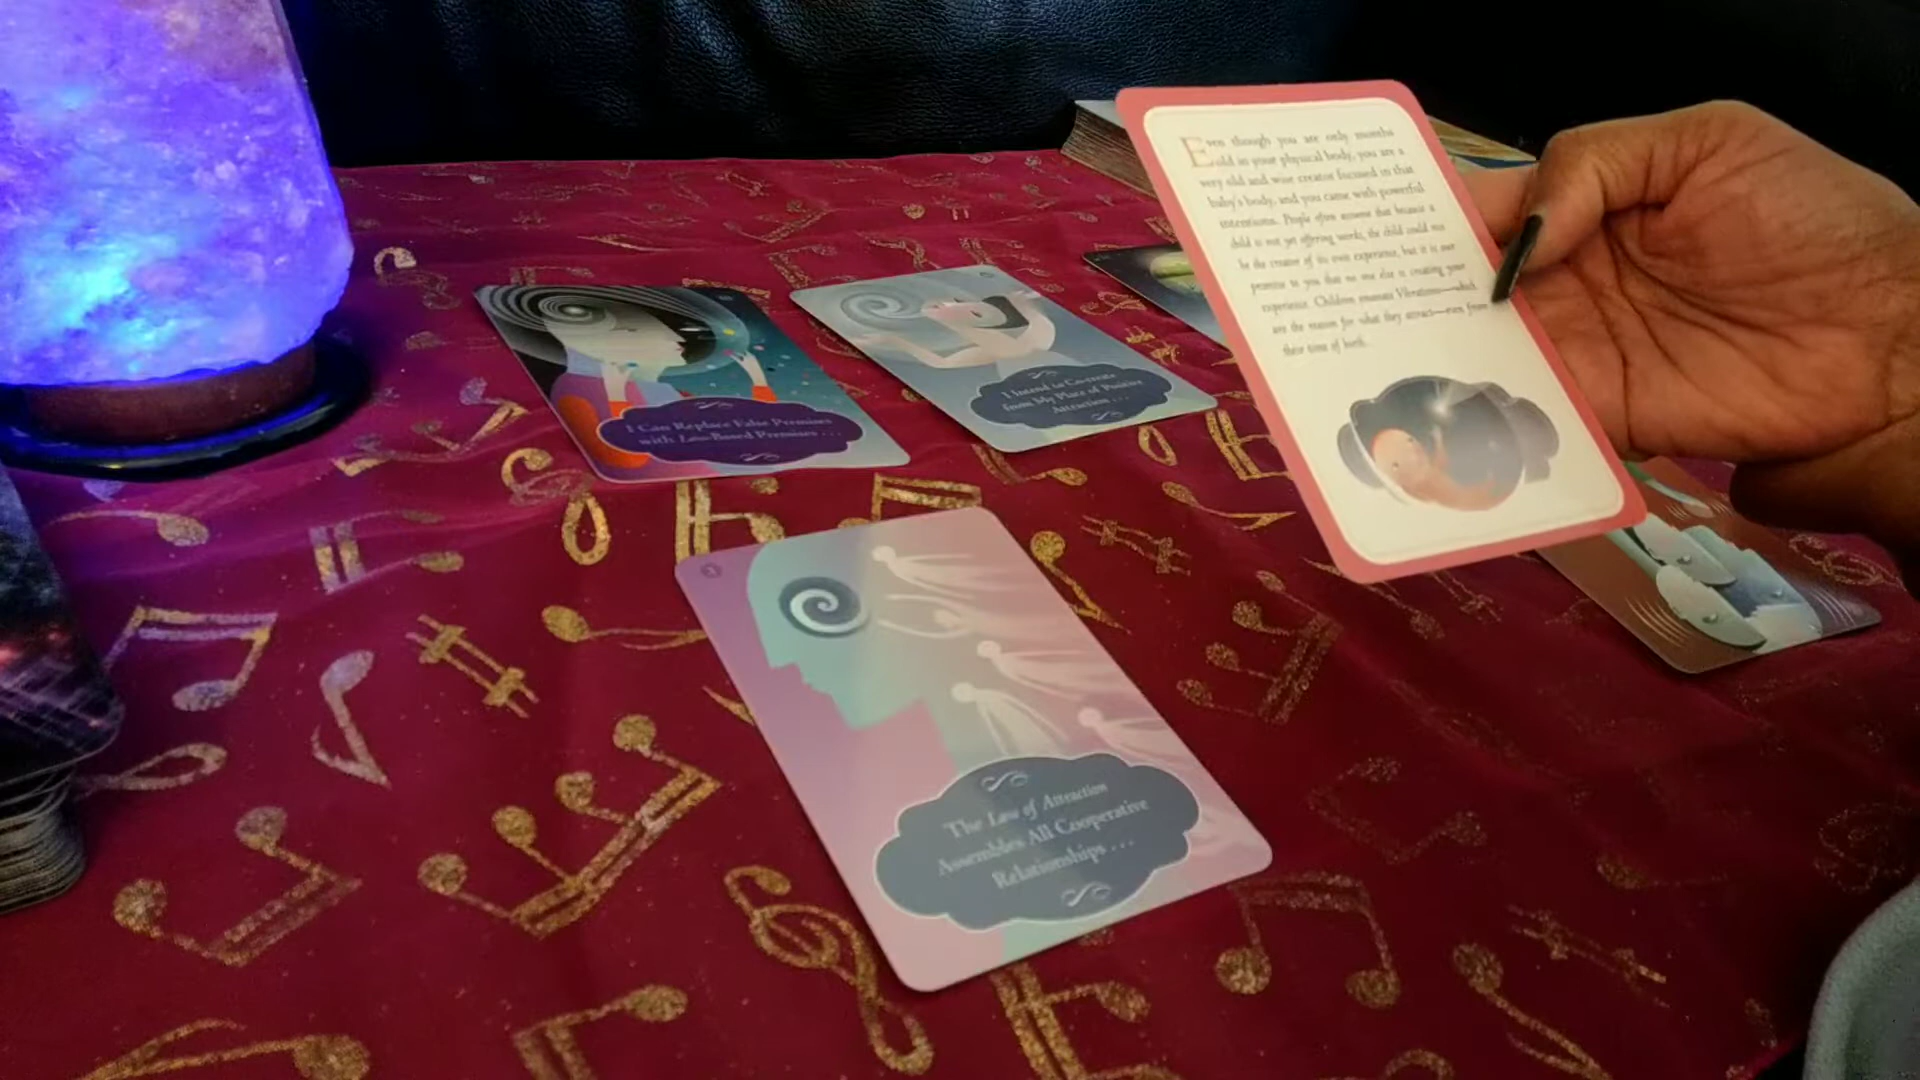 Even though you are only months
old in your physical body, you are a
very old and wise creator focused in that
baby's body, and you came with powerful
intentions. People often assume that because a
child is not yet offering words, the child could not
be the creator of its own experience, but it is our
promise to you that no one else is creating your
experience. Children emanate Vibrations—which
are the reason for what they attract—even from
their time of birth.
I Can Replace False Premises
with Law-Based Premises . . .
I Intend to Co-create
from My Place of Positive
Attraction . . .
The Law of Attraction
Assembles All Cooperative
Relationships . . .